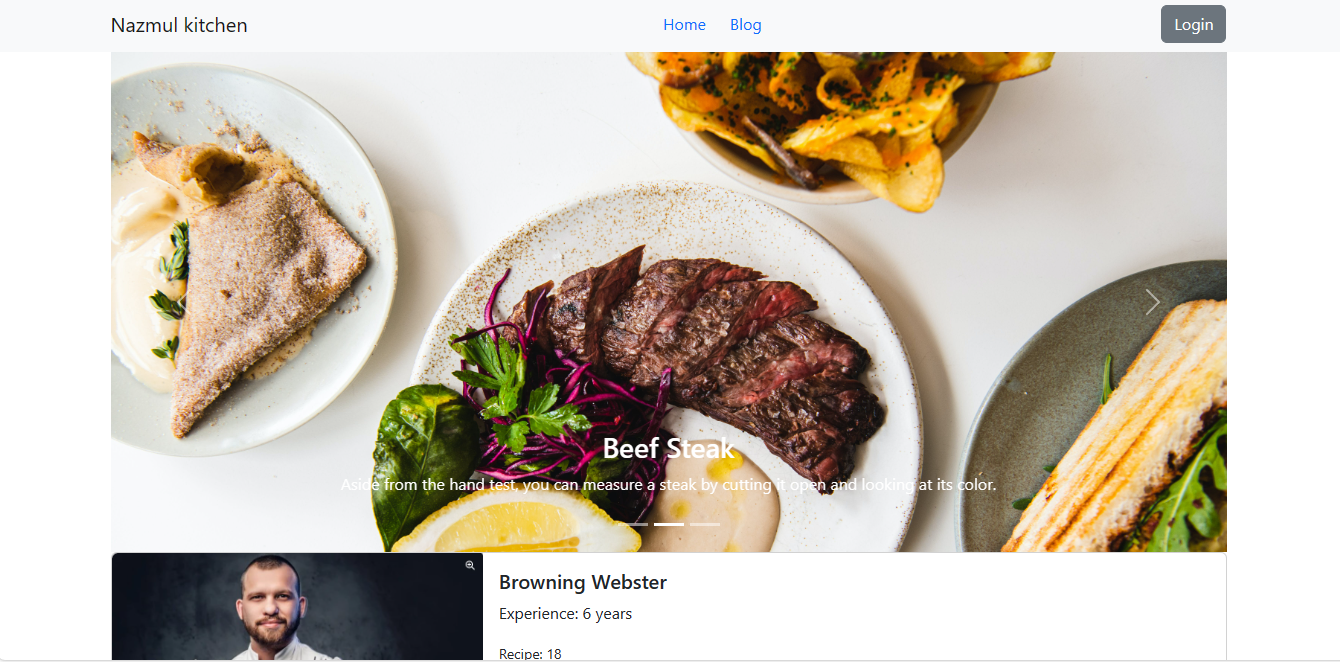 Nazmul kitchen
Home
Blog
Login
Beef Steak
Aside from the hand test, you can measure a steak by cutting it open and looking at its color.
Browning Webster
Experience: 6 years
Recipe: 18